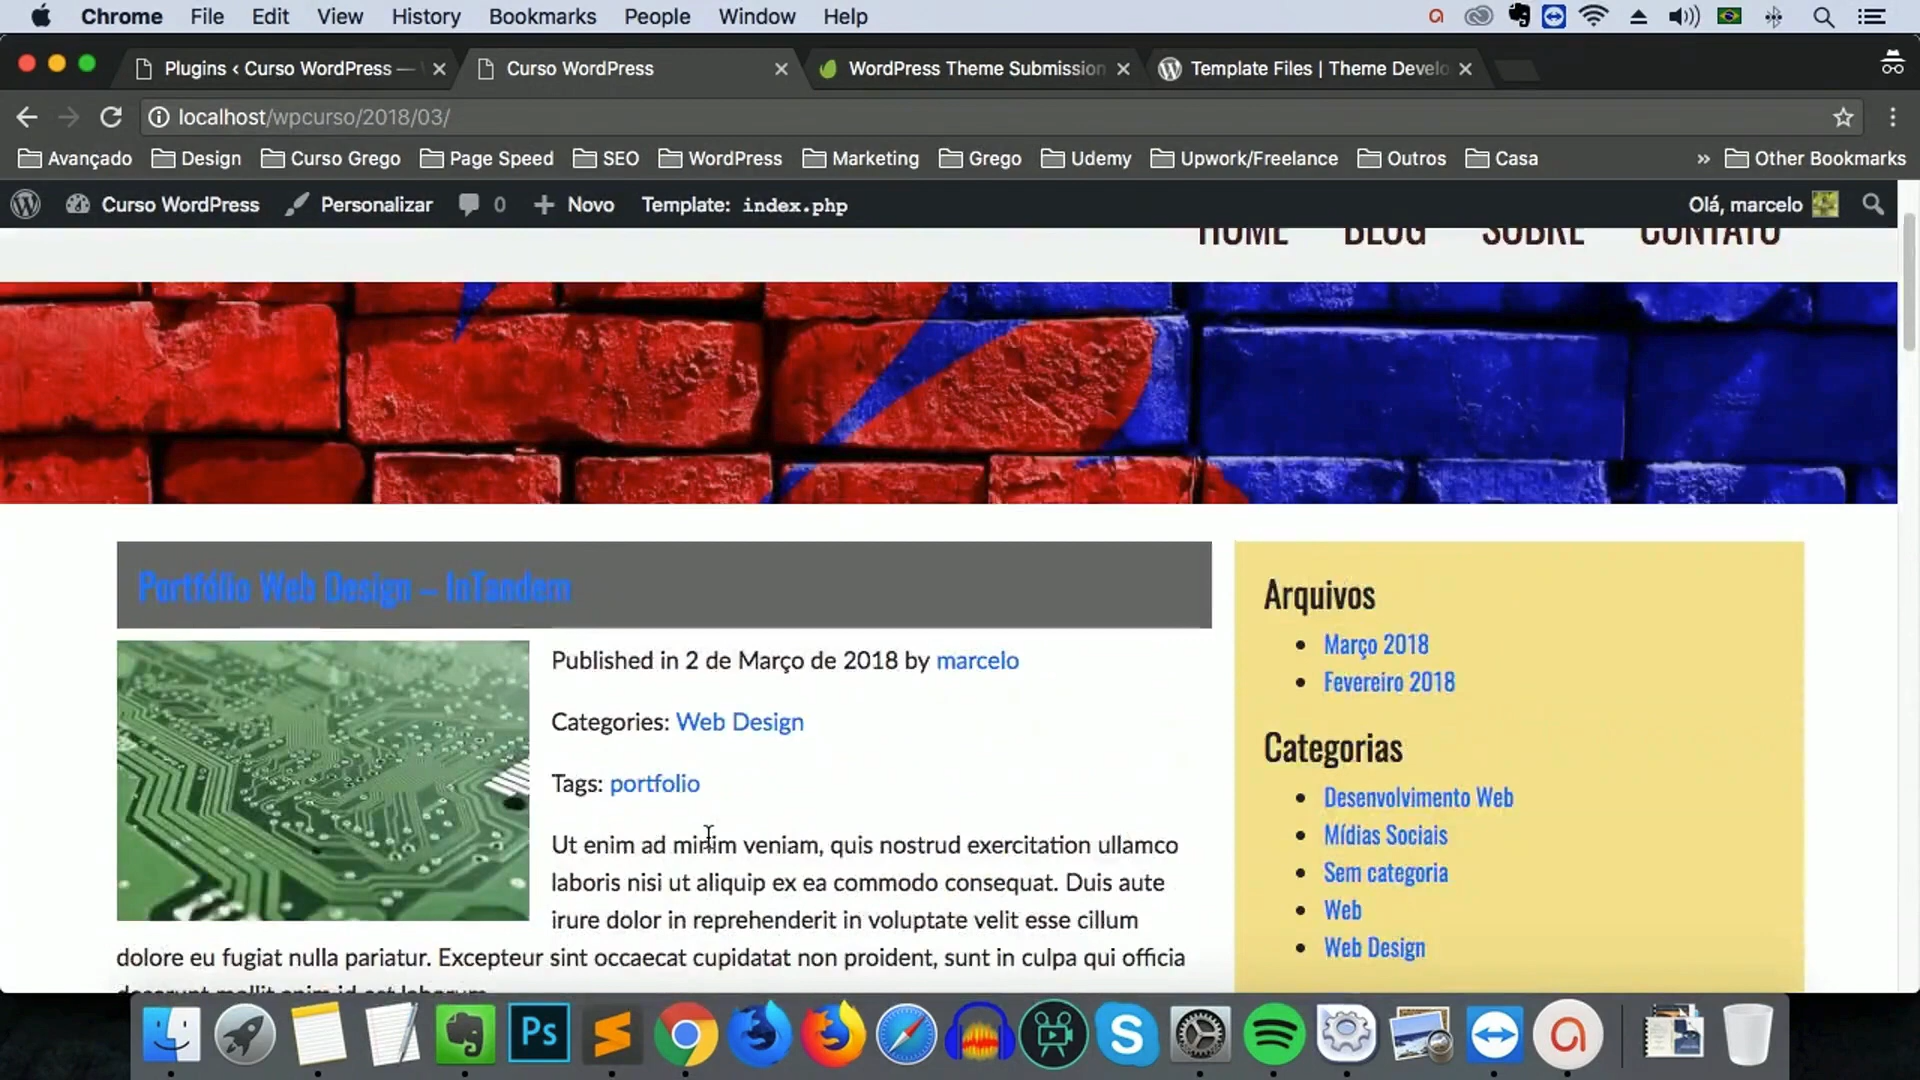 Chrome File Edit View History Bookmarks People Window Help
Plugins ‹ Curso WordPress —
Curso WordPress
WordPress Theme Submission
Template Files | Theme Develo
localhost/wpcurso/2018/03/
Avançado Design Curso Grego Page Speed SEO WordPress Marketing Grego Udemy Upwork/Freelance Outros Casa » Other Bookmarks
Curso WordPress Personalizar 0 Novo Template: index.php Olá, marcelo
HOME BLOG SOBRE CONTATO
Portfólio Web Design – InTandem
Published in 2 de Março de 2018 by marcelo
Categories: Web Design
Tags: portfolio
Ut enim ad minim veniam, quis nostrud exercitation ullamco
laboris nisi ut aliquip ex ea commodo consequat. Duis aute
irure dolor in reprehenderit in voluptate velit esse cillum
dolore eu fugiat nulla pariatur. Excepteur sint occaecat cupidatat non proident, sunt in culpa qui officia
deserunt mollit anim id est laborum.
Arquivos
Março 2018
Fevereiro 2018
Categorias
Desenvolvimento Web
Mídias Sociais
Sem categoria
Web
Web Design
Ps